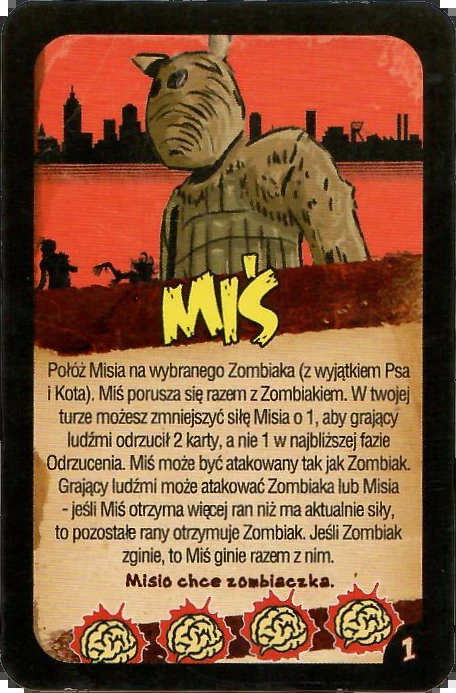 MIŚ
Połóż Misia na wybranego Zombiaka (z wyjątkiem Psa
i Kota). Miś porusza się razem z Zombiakiem. W twojej
turze możesz zmniejszyć siłę Misia o 1, aby grający
ludźmi odrzucił 2 karty, a nie 1 w najbliższej fazie
Odrzucenia. Miś może być atakowany tak jak Zombiak.
Grający ludźmi może atakować Zombiaka lub Misia
- jeśli Miś otrzyma więcej ran niż ma aktualnie siły,
to pozostałe rany otrzymuje Zombiak. Jeśli Zombiak
zginie, to Miś ginie razem z nim.
Misio chce zombiaczka.
1